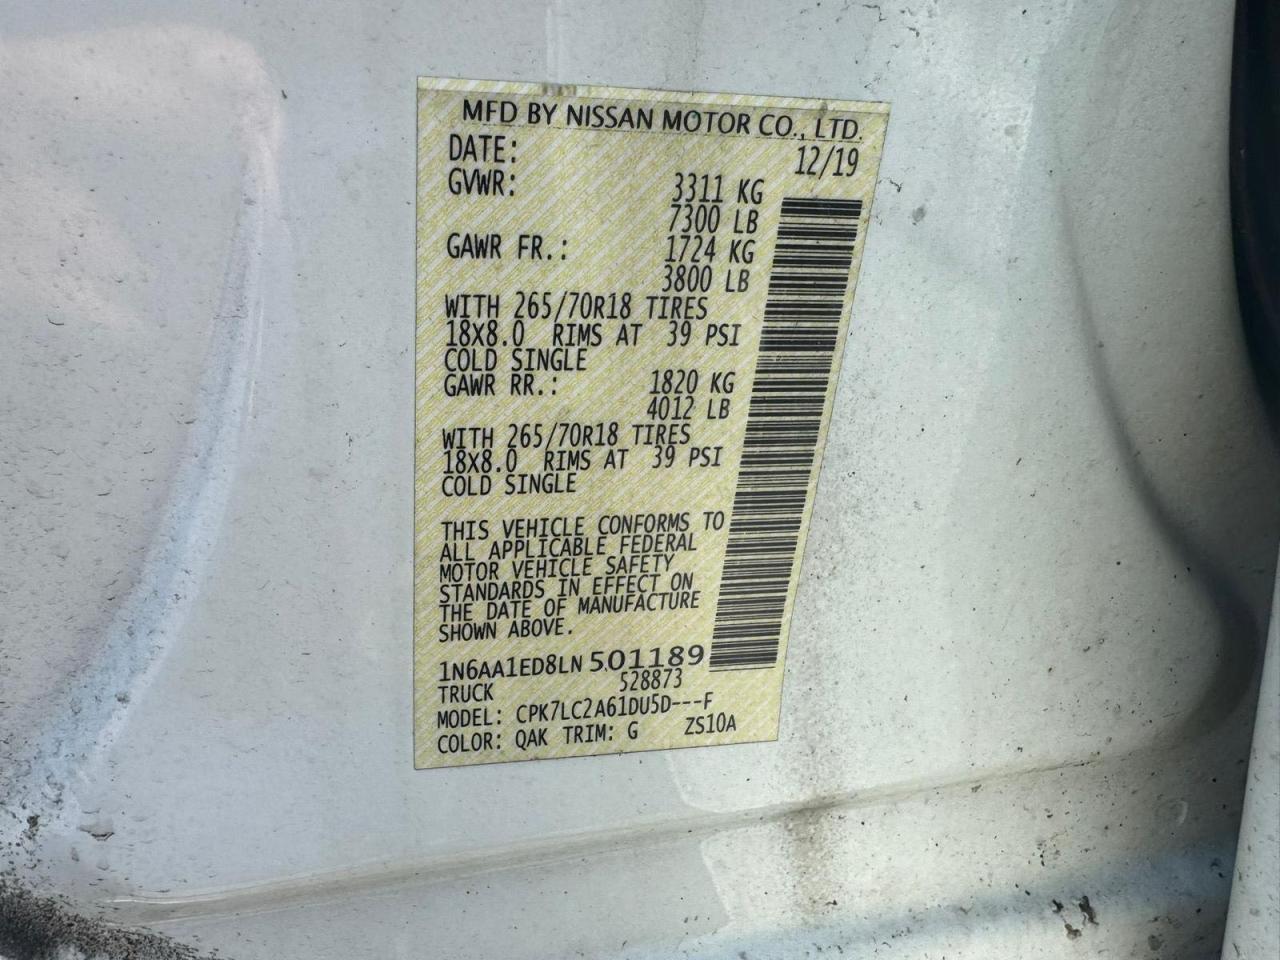 MFD BY NISSAN MOTOR CO., LTD.
DATE: 12/19
GVWR: 3311 KG
7300 LB
GAWR FR.: 1724 KG
3800 LB
WITH 265/70R18 TIRES
18X8.0 RIMS AT 39 PSI
COLD SINGLE
GAWR RR.: 1820 KG
4012 LB
WITH 265/70R18 TIRES
18X8.0 RIMS AT 39 PSI
COLD SINGLE
THIS VEHICLE CONFORMS TO
ALL APPLICABLE FEDERAL
MOTOR VEHICLE SAFETY
STANDARDS IN EFFECT ON
THE DATE OF MANUFACTURE
SHOWN ABOVE.
1N6AA1ED8LN501189
TRUCK 528873
MODEL: CPK7LC2A61DU5D---F
COLOR: QAK TRIM: G ZS10A